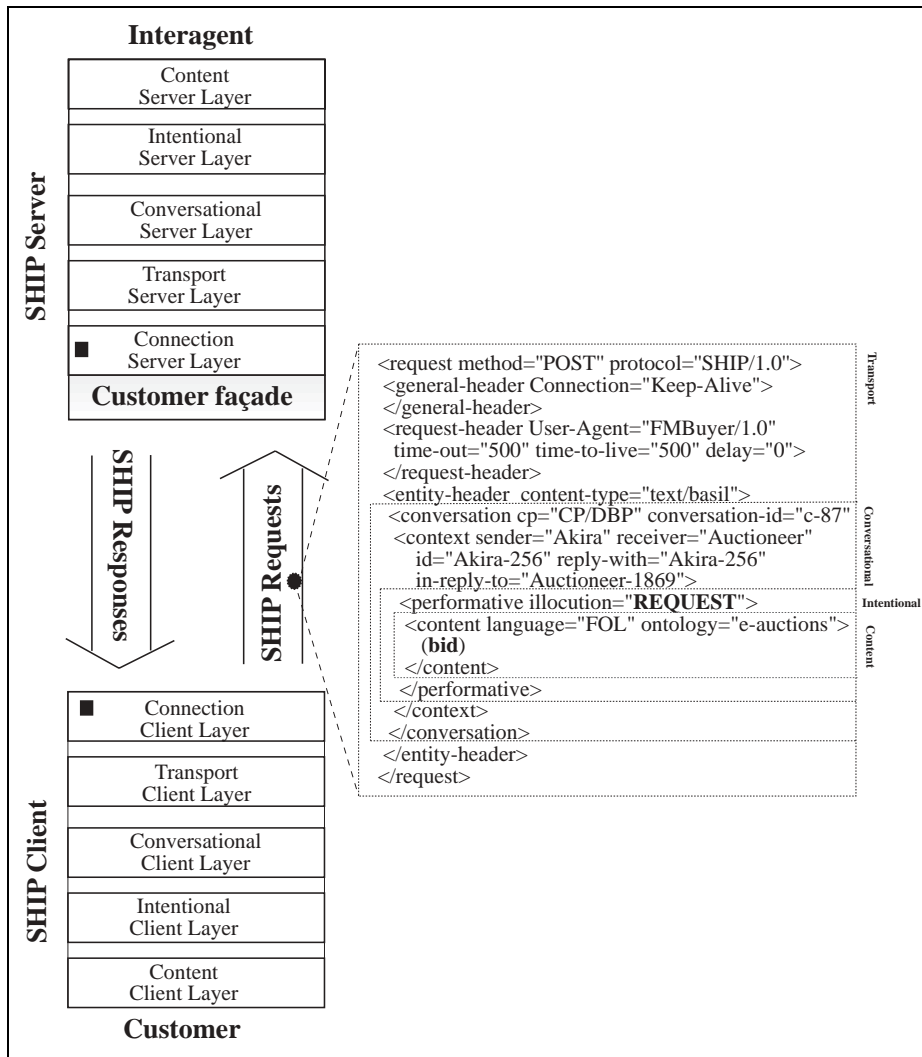 Interagent
Content
Server Layer
Intentional
Server Layer
Conversational
Server Layer
Transport
Server Layer
Connection
Server Layer
Customer façade
SHIP Server
SHIP Responses
SHIP Requests
<request method="POST" protocol="SHIP/1.0">
<general-header Connection="Keep-Alive">
</general-header>
<request-header User-Agent="FMBuyer/1.0"
time-out="500" time-to-live="500" delay="0">
</request-header>
<entity-header content-type="text/basil">
<conversation cp="CP/DBP" conversation-id="c-87"
<context sender="Akira" receiver="Auctioneer"
id="Akira-256" reply-with="Akira-256"
in-reply-to="Auctioneer-1869">
<performative illocution="REQUEST">
<content language="FOL" ontology="e-auctions">
(bid)
</content>
</performative>
</context>
</conversation>
</entity-header>
</request>
Transport
Conversational
Intentional
Content
Connection
Client Layer
Transport
Client Layer
Conversational
Client Layer
Intentional
Client Layer
Content
Client Layer
SHIP Client
Customer